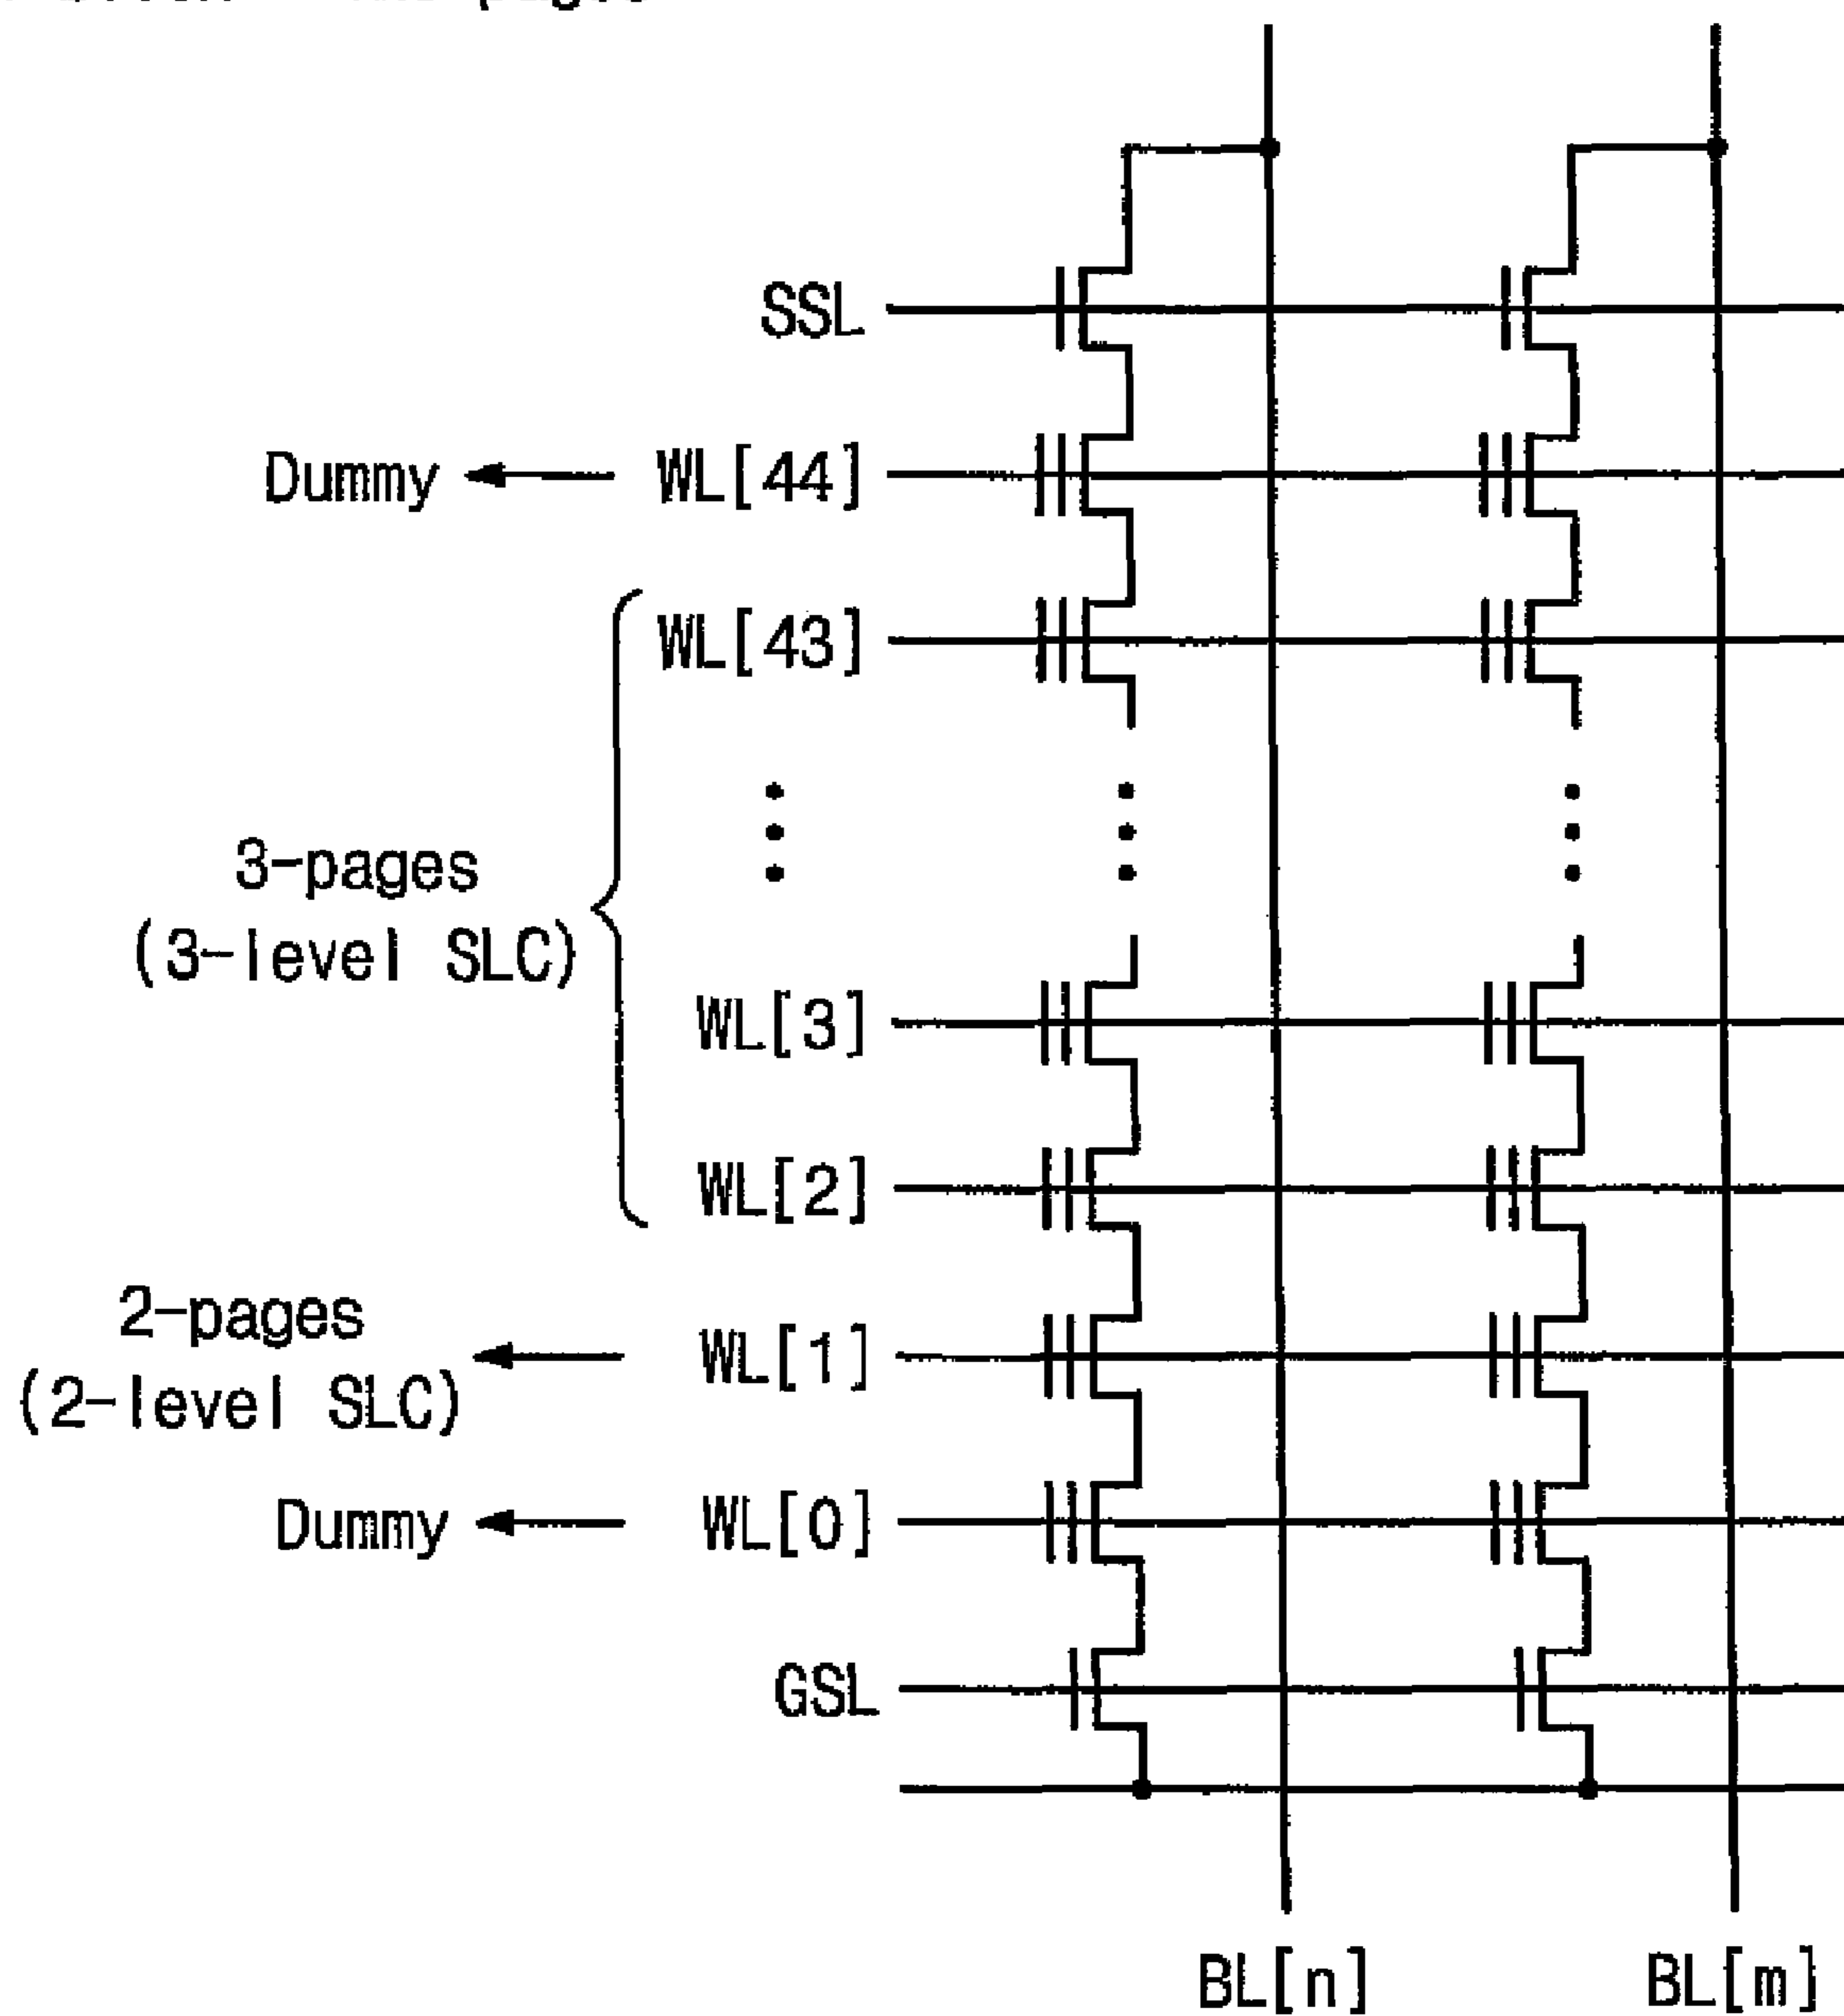 SSL
Dummy WL[44]
WL[43]
3-pages
(3-level SLC)
WL[3]
WL[2]
2-pages
(2-level SLC)
WL[1]
Dummy WL[0]
GSL
BL[n] BL[m]